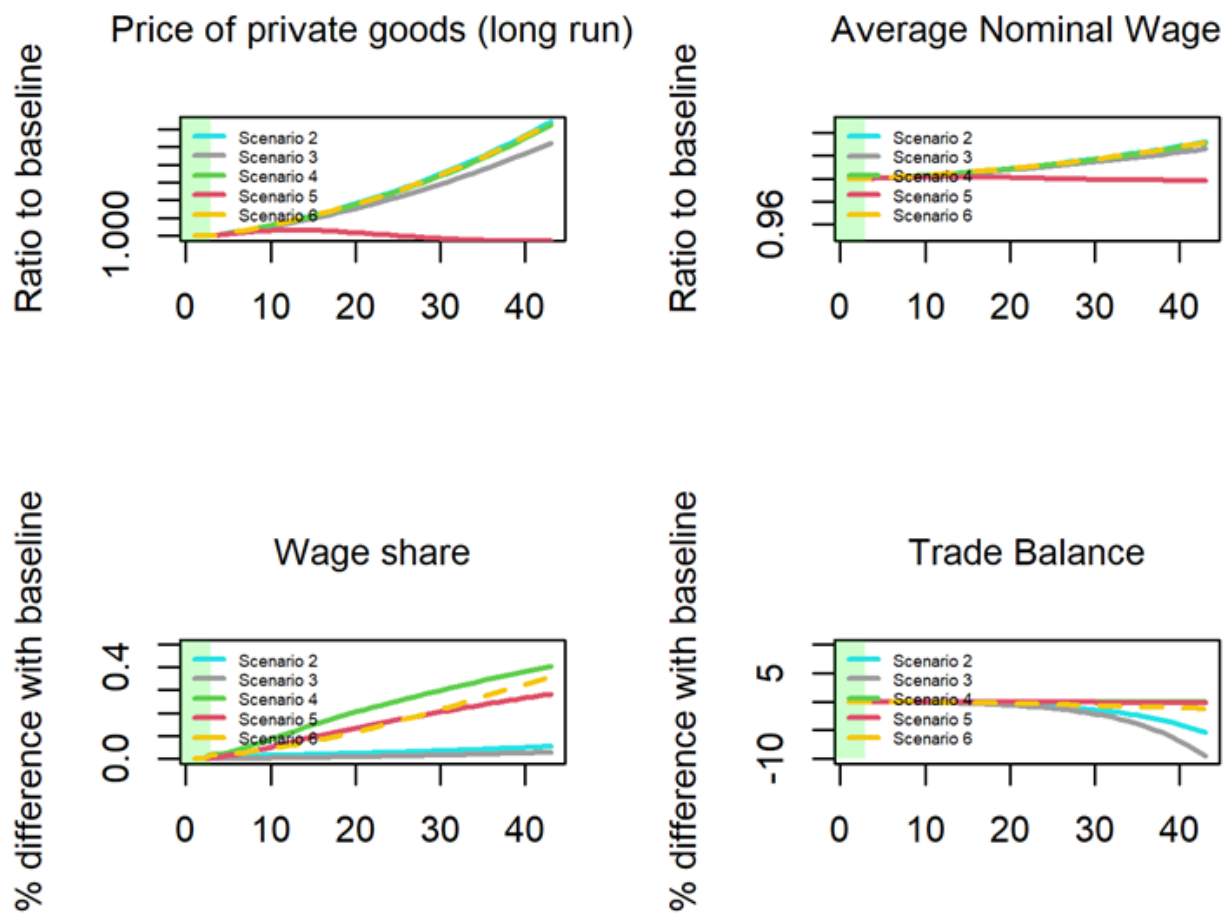 Price of private goods (long run)
Ratio to baseline
1.000
Scenario 2
Scenario 3
Scenario 4
Scenario 5
Scenario 6
0 10 20 30 40
Average Nominal Wage
Ratio to baseline
0.96
Scenario 2
Scenario 3
Scenario 4
Scenario 5
Scenario 6
0 10 20 30 40
Wage share
% difference with baseline
0.4
0.0
Scenario 2
Scenario 3
Scenario 4
Scenario 5
Scenario 6
0 10 20 30 40
Trade Balance
% difference with baseline
5
-10
Scenario 2
Scenario 3
Scenario 4
Scenario 5
Scenario 6
0 10 20 30 40